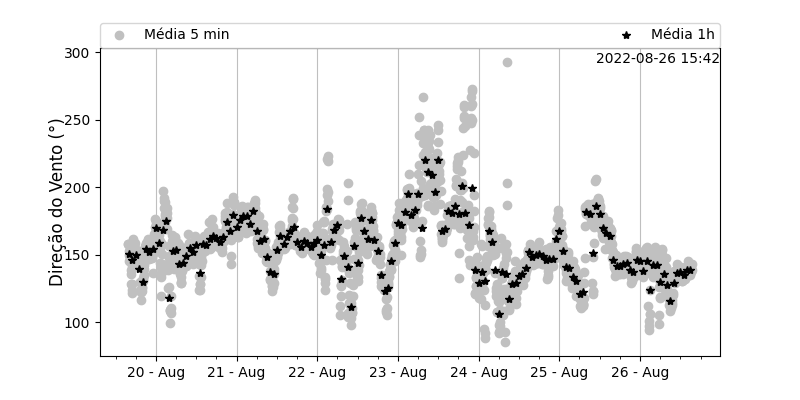 Média 5 min
Média 1h
2022-08-26 15:42
Direção do Vento (°)
300
250
200
150
100
20 - Aug
21 - Aug
22 - Aug
23 - Aug
24 - Aug
25 - Aug
26 - Aug